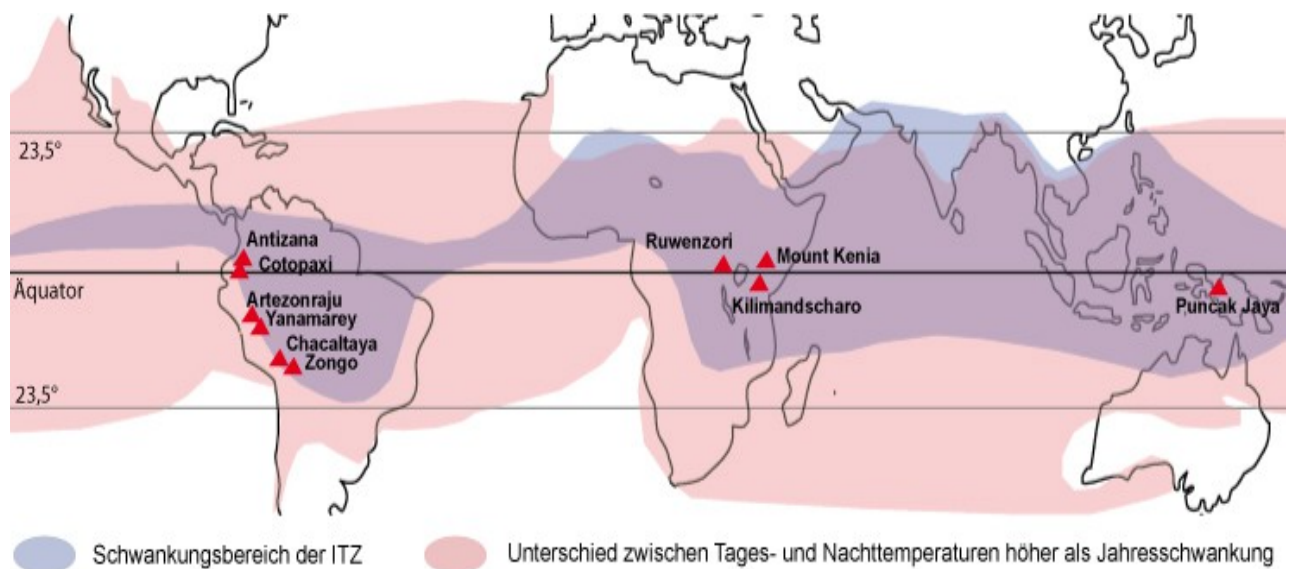 23,5°
Antizana
Cotopaxi
Ruwenzori
Mount Kenia
Äquator
Kilimandscharo
Puncak Jaya
Artezonraju
Yanamarey
Chacaltaya
Zongo
23,5°
Schwankungsbereich der ITZ
Unterschied zwischen Tages- und Nachttemperaturen höher als Jahresschwankung